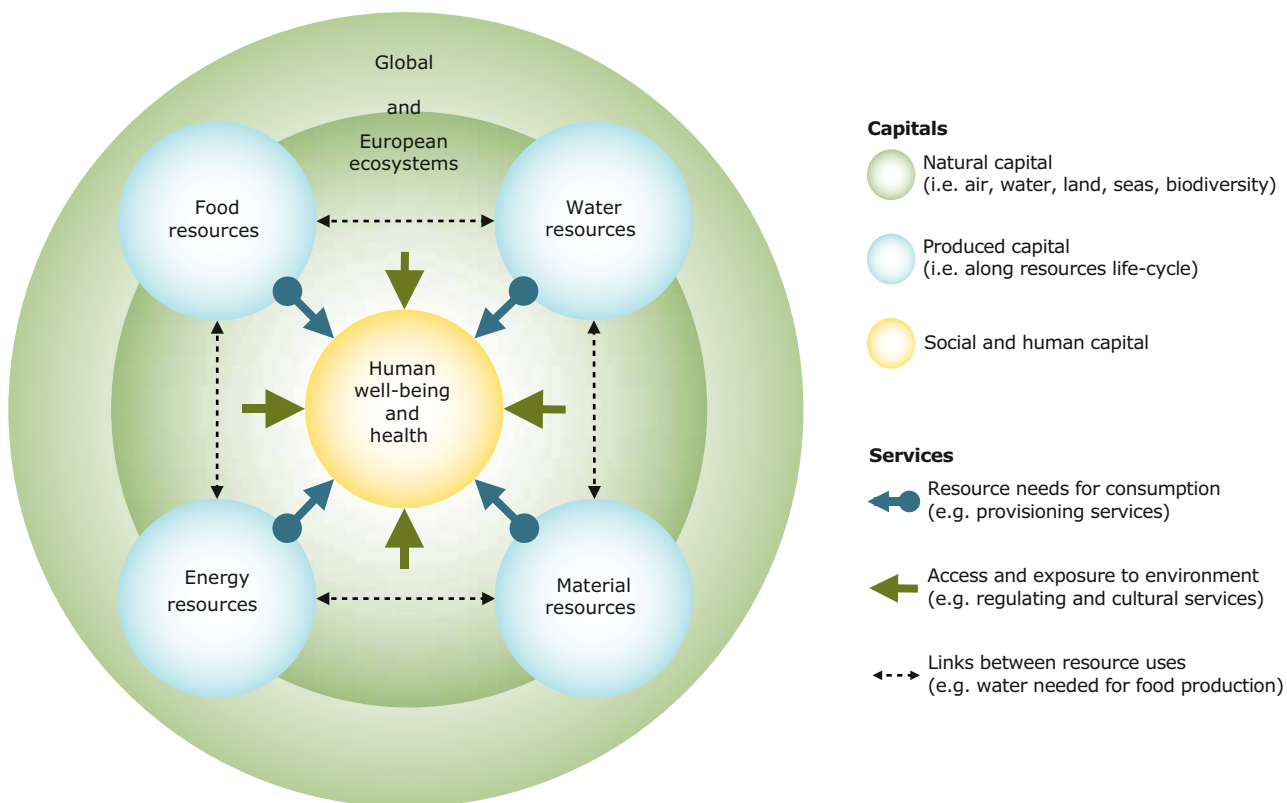 Global
and
European
ecosystems
Food
resources
Water
resources
Human
well-being
and
health
Energy
resources
Material
resources
Capitals
Natural capital
(i.e. air, water, land, seas, biodiversity)
Produced capital
(i.e. along resources life-cycle)
Social and human capital
Services
Resource needs for consumption
(e.g. provisioning services)
Access and exposure to environment
(e.g. regulating and cultural services)
Links between resource uses
(e.g. water needed for food production)